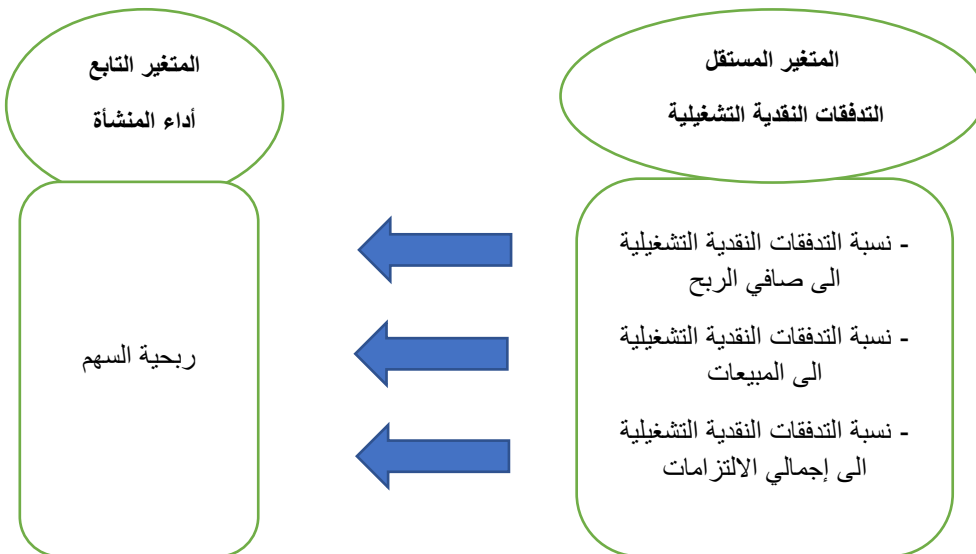 المتغير المستقل
التدفقات النقدية التشغيلية
- نسبة التدفقات النقدية التشغيلية
الى صافي الربح
- نسبة التدفقات النقدية التشغيلية
الى المبيعات
- نسبة التدفقات النقدية التشغيلية
الى إجمالي الالتزامات
المتغير التابع
أداء المنشأة
ربحية السهم